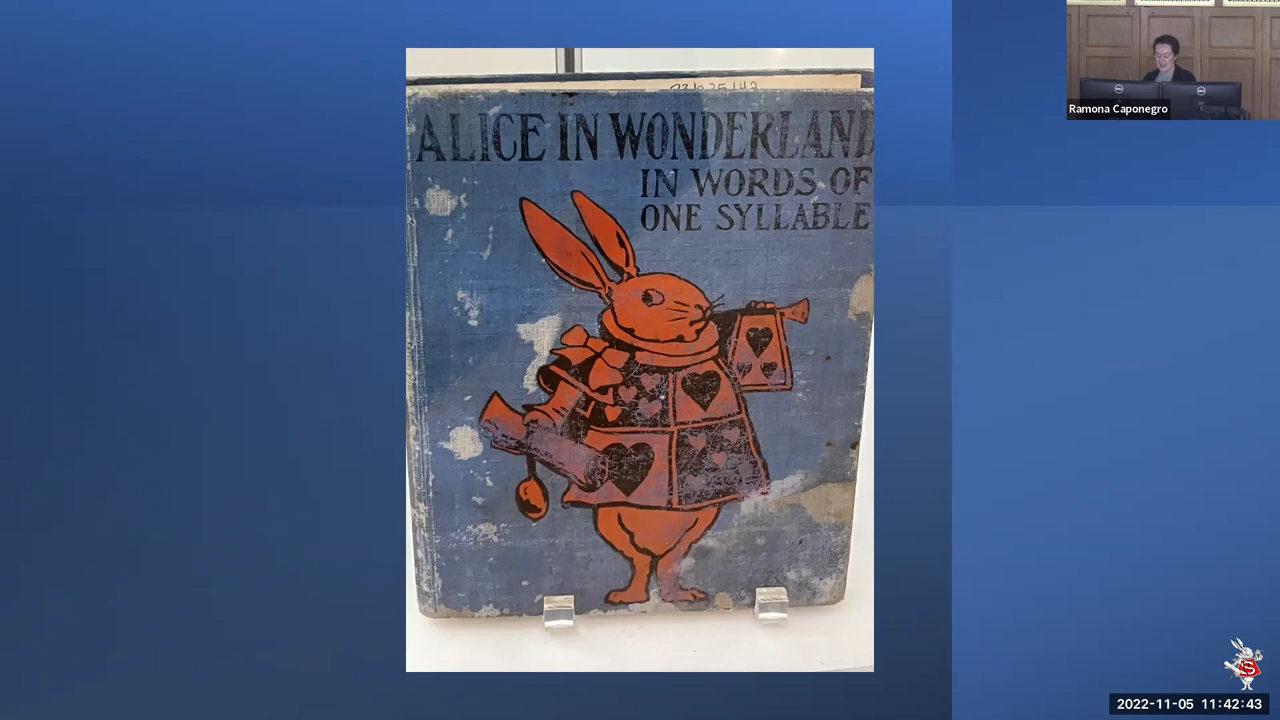 ALICE IN WONDERLAND
IN WORDS OF
ONE SYLLABLE
Ramona Caponegro
2022-11-05 11:42:43